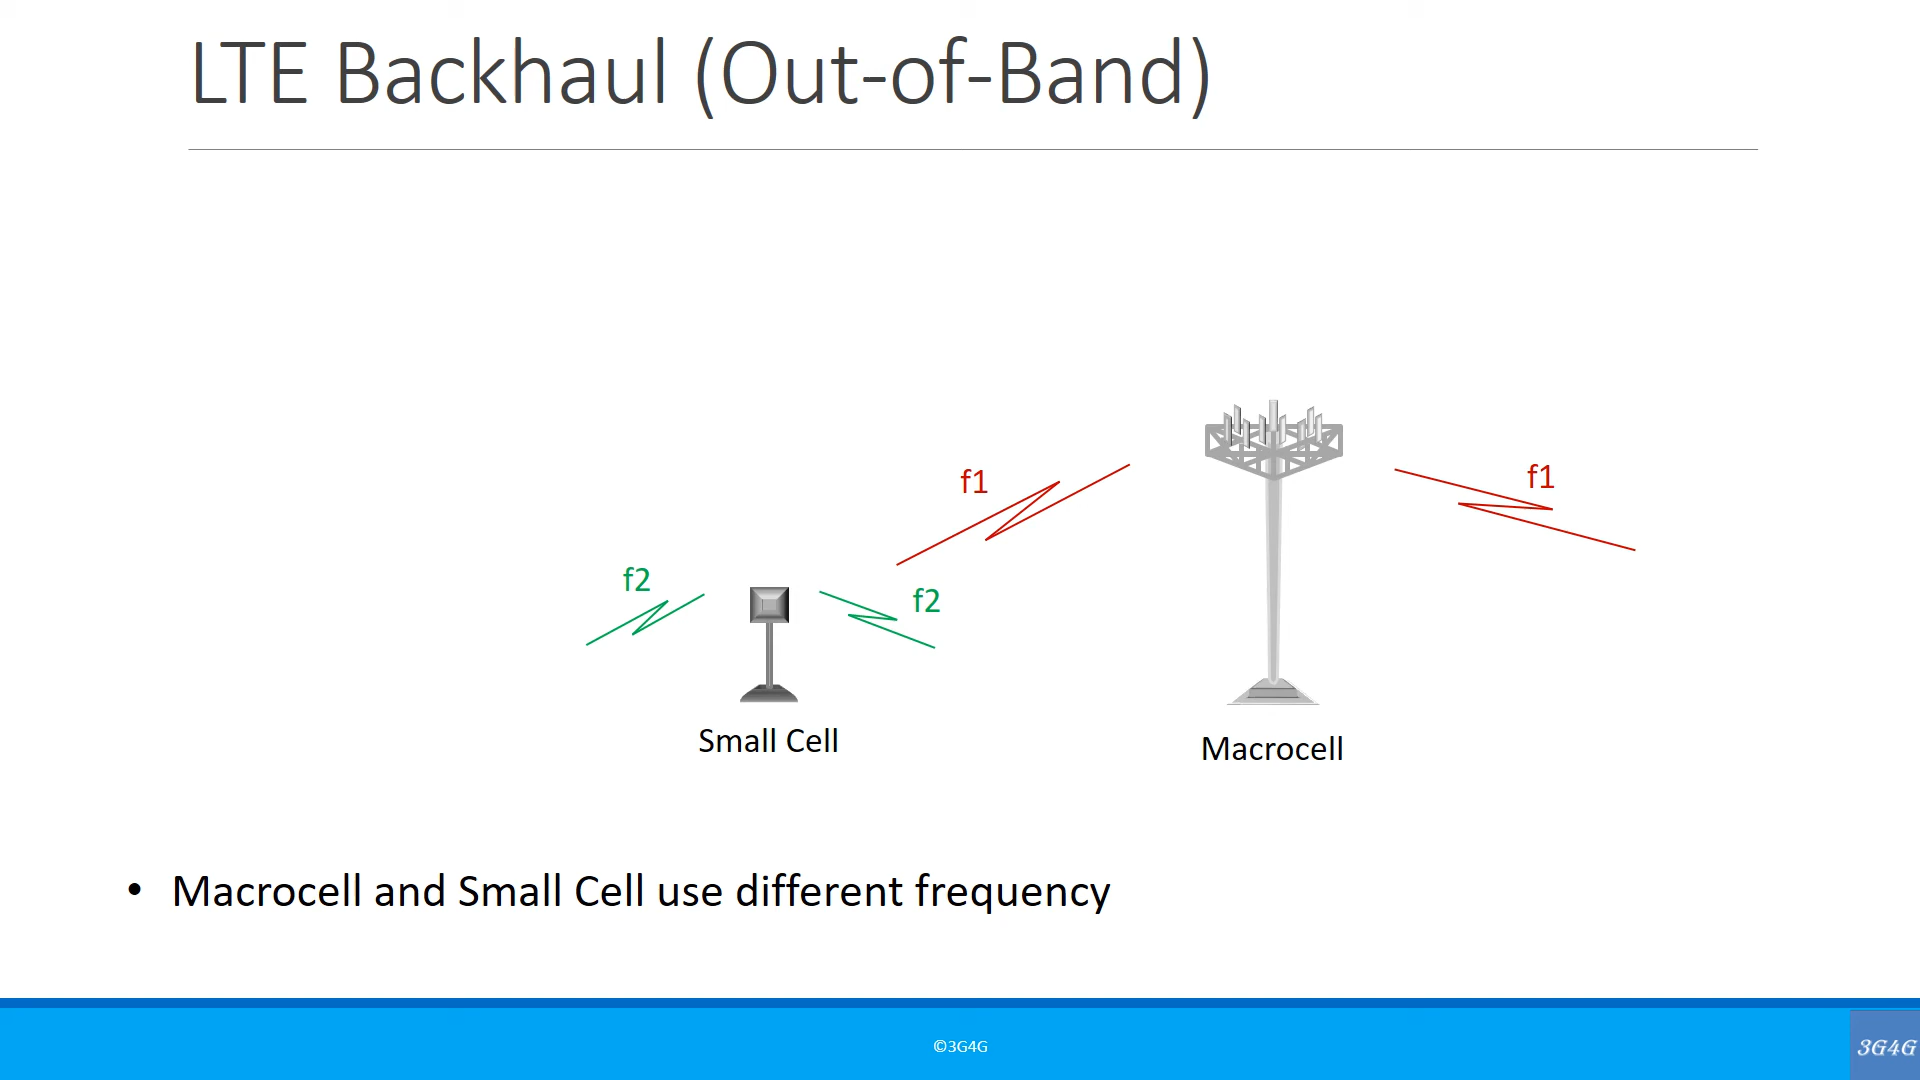 LTE Backhaul (Out-of-Band)
f1
f1
f2
f2
Small Cell
Macrocell
• Macrocell and Small Cell use different frequency
©3G4G
3G4G